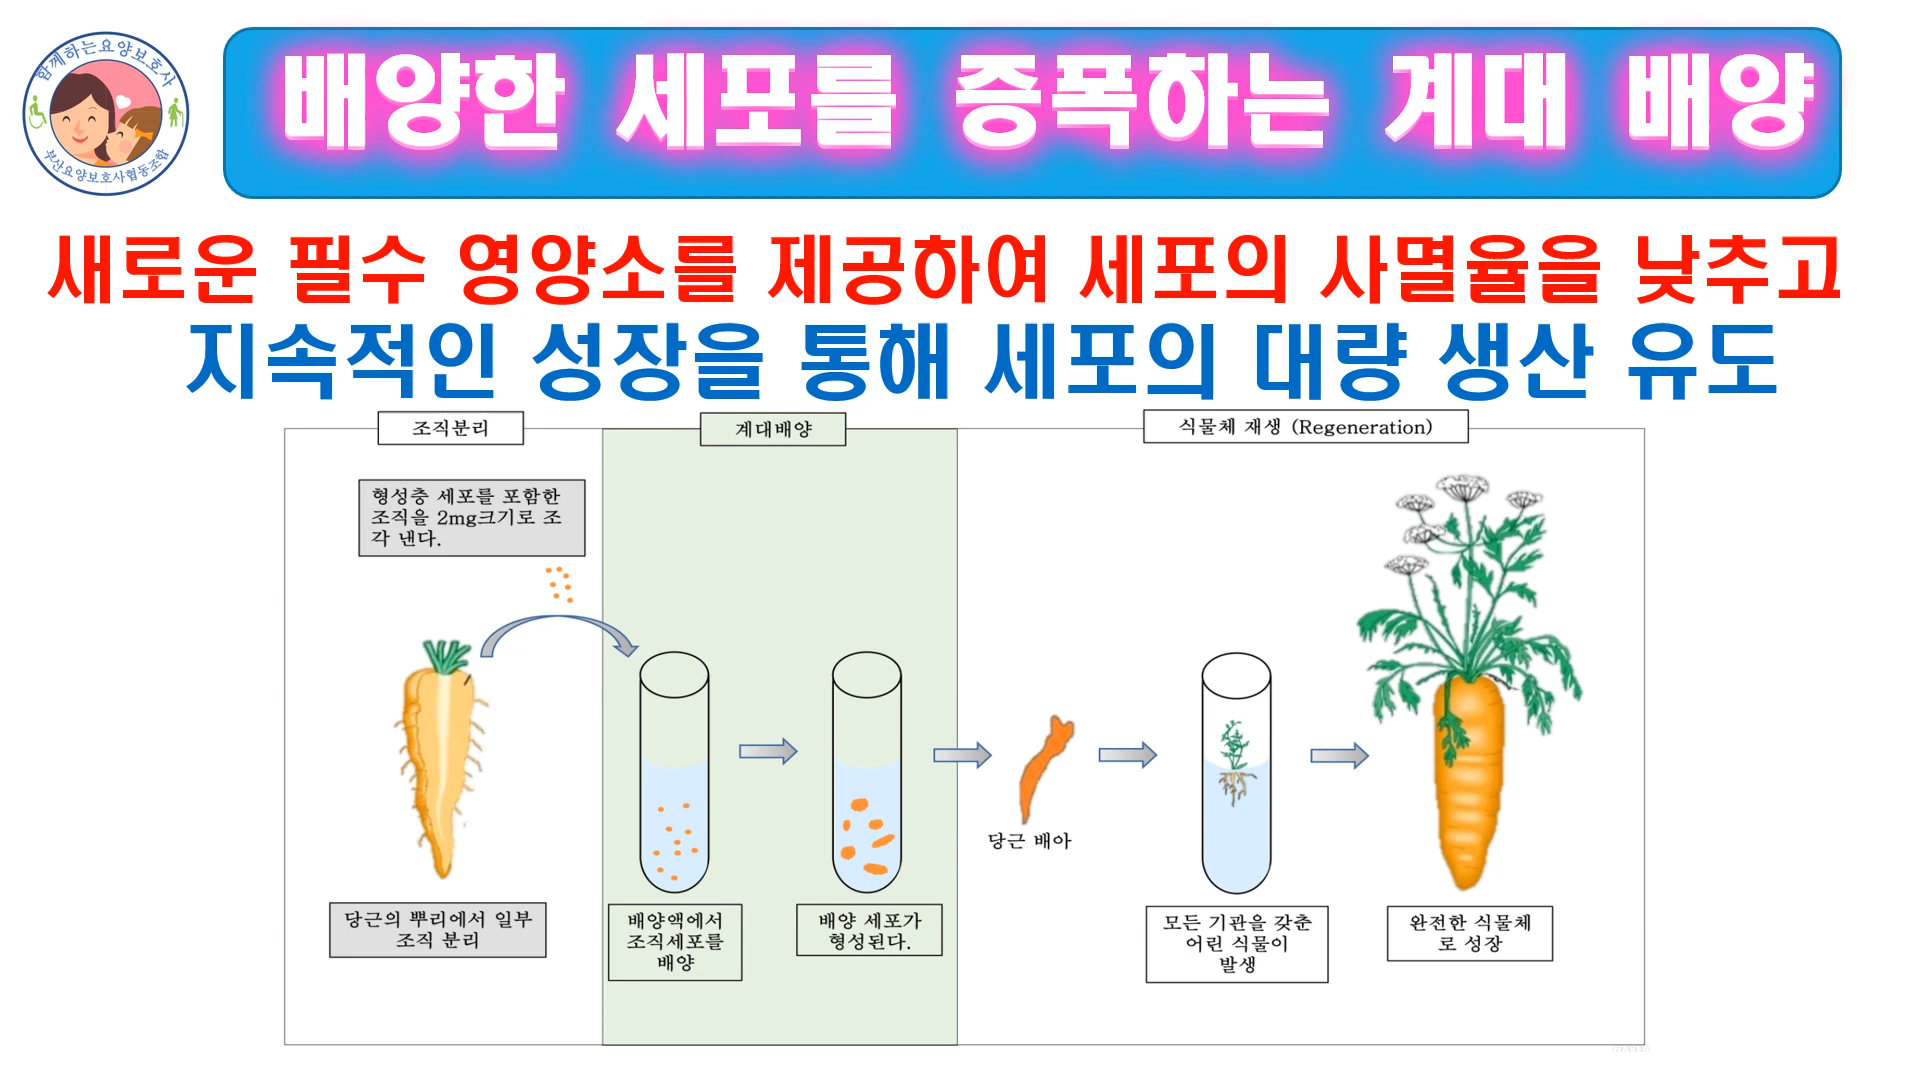 함께하는요양보호사
부산요양보호사협동조합
배양한 세포를 증폭하는 계대 배양
새로운 필수 영양소를 제공하여 세포의 사멸율을 낮추고
지속적인 성장을 통해 세포의 대량 생산 유도
조직분리
계대배양
식물체 재생 (Regeneration)
형성층 세포를 포함한
조직을 2mg크기로 조
각 낸다.
당근 배아
당근의 뿌리에서 일부
조직 분리
배양액에서
조직세포를
배양
배양 세포가
형성된다.
모든 기관을 갖춘
어린 식물이
발생
완전한 식물체
로 성장